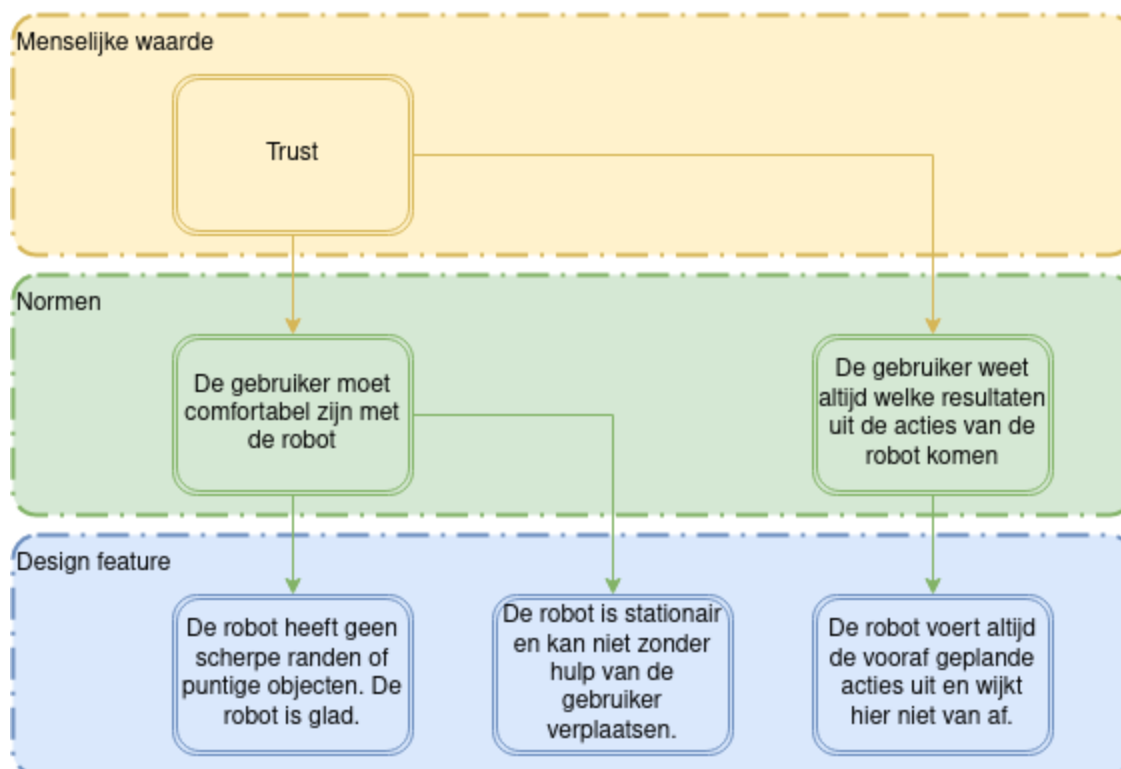 Menselijke waarde
Trust
Normen
De gebruiker moet
comfortabel zijn met
de robot
De gebruiker weet
altijd welke resultaten
uit de acties van de
robot komen
Design feature
De robot heeft geen
scherpe randen of
puntige objecten. De
robot is glad.
De robot is stationair
en kan niet zonder
hulp van de
gebruiker
verplaatsen.
De robot voert altijd
de vooraf geplande
acties uit en wijkt
hier niet van af.